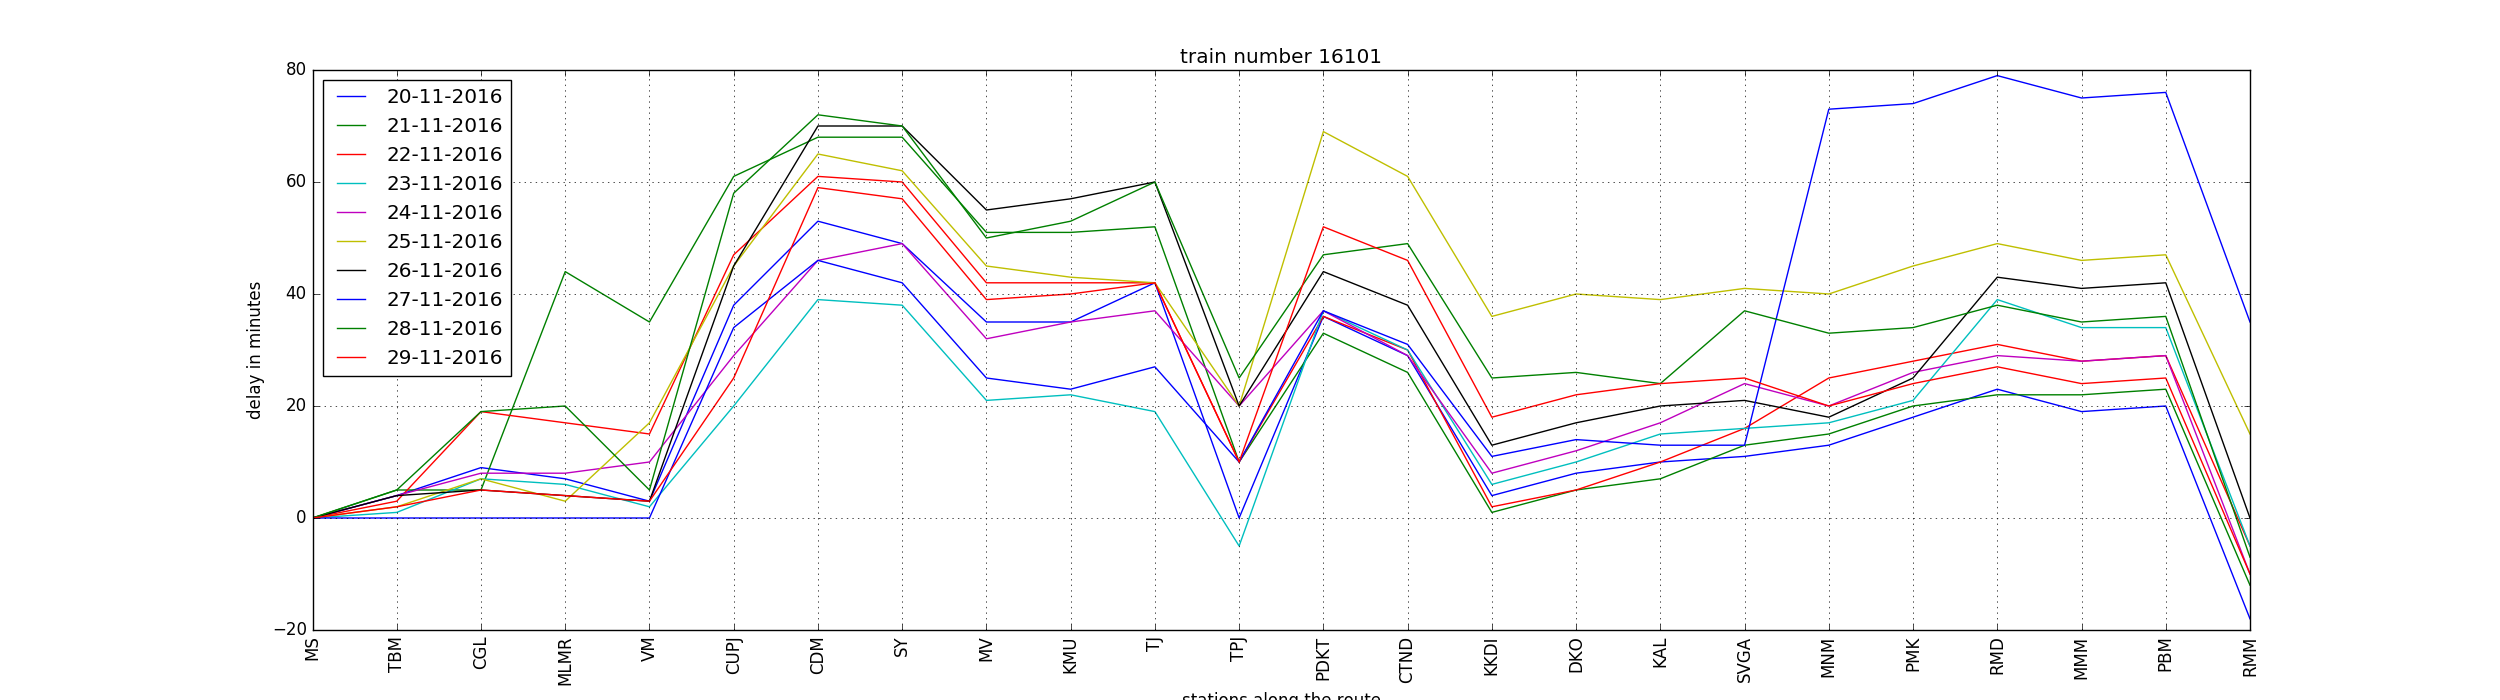 train number 16101
80
60
40
20
0
−20
delay in minutes
20-11-2016
21-11-2016
22-11-2016
23-11-2016
24-11-2016
25-11-2016
26-11-2016
27-11-2016
28-11-2016
29-11-2016
MS
TBM
CGL
MLMR
VM
CUPJ
CDM
SY
MV
KMU
TJ
TPJ
PDKT
CTND
KKDI
DKO
KAL
SVGA
MNM
PMK
RMD
MMM
PBM
RMM
stations along the route